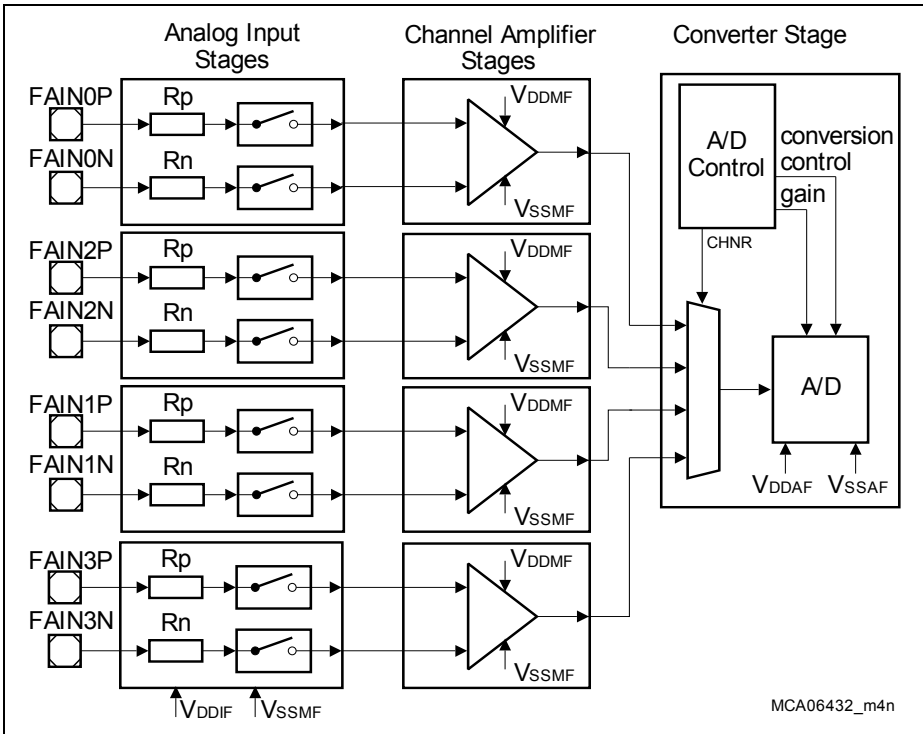 Analog Input
Stages
Channel Amplifier
Stages
Converter Stage
FAIN0P
Rp
FAIN0N
Rn
VDDMF
VSSMF
A/D
Control
conversion
control
gain
CHNR
FAIN2P
Rp
FAIN2N
Rn
VDDMF
VSSMF
A/D
VDDAF
VSSAF
FAIN1P
Rp
FAIN1N
Rn
VDDMF
VSSMF
FAIN3P
Rp
FAIN3N
Rn
VDDMF
VSSMF
VDDIF
VSSMF
MCA06432_m4n